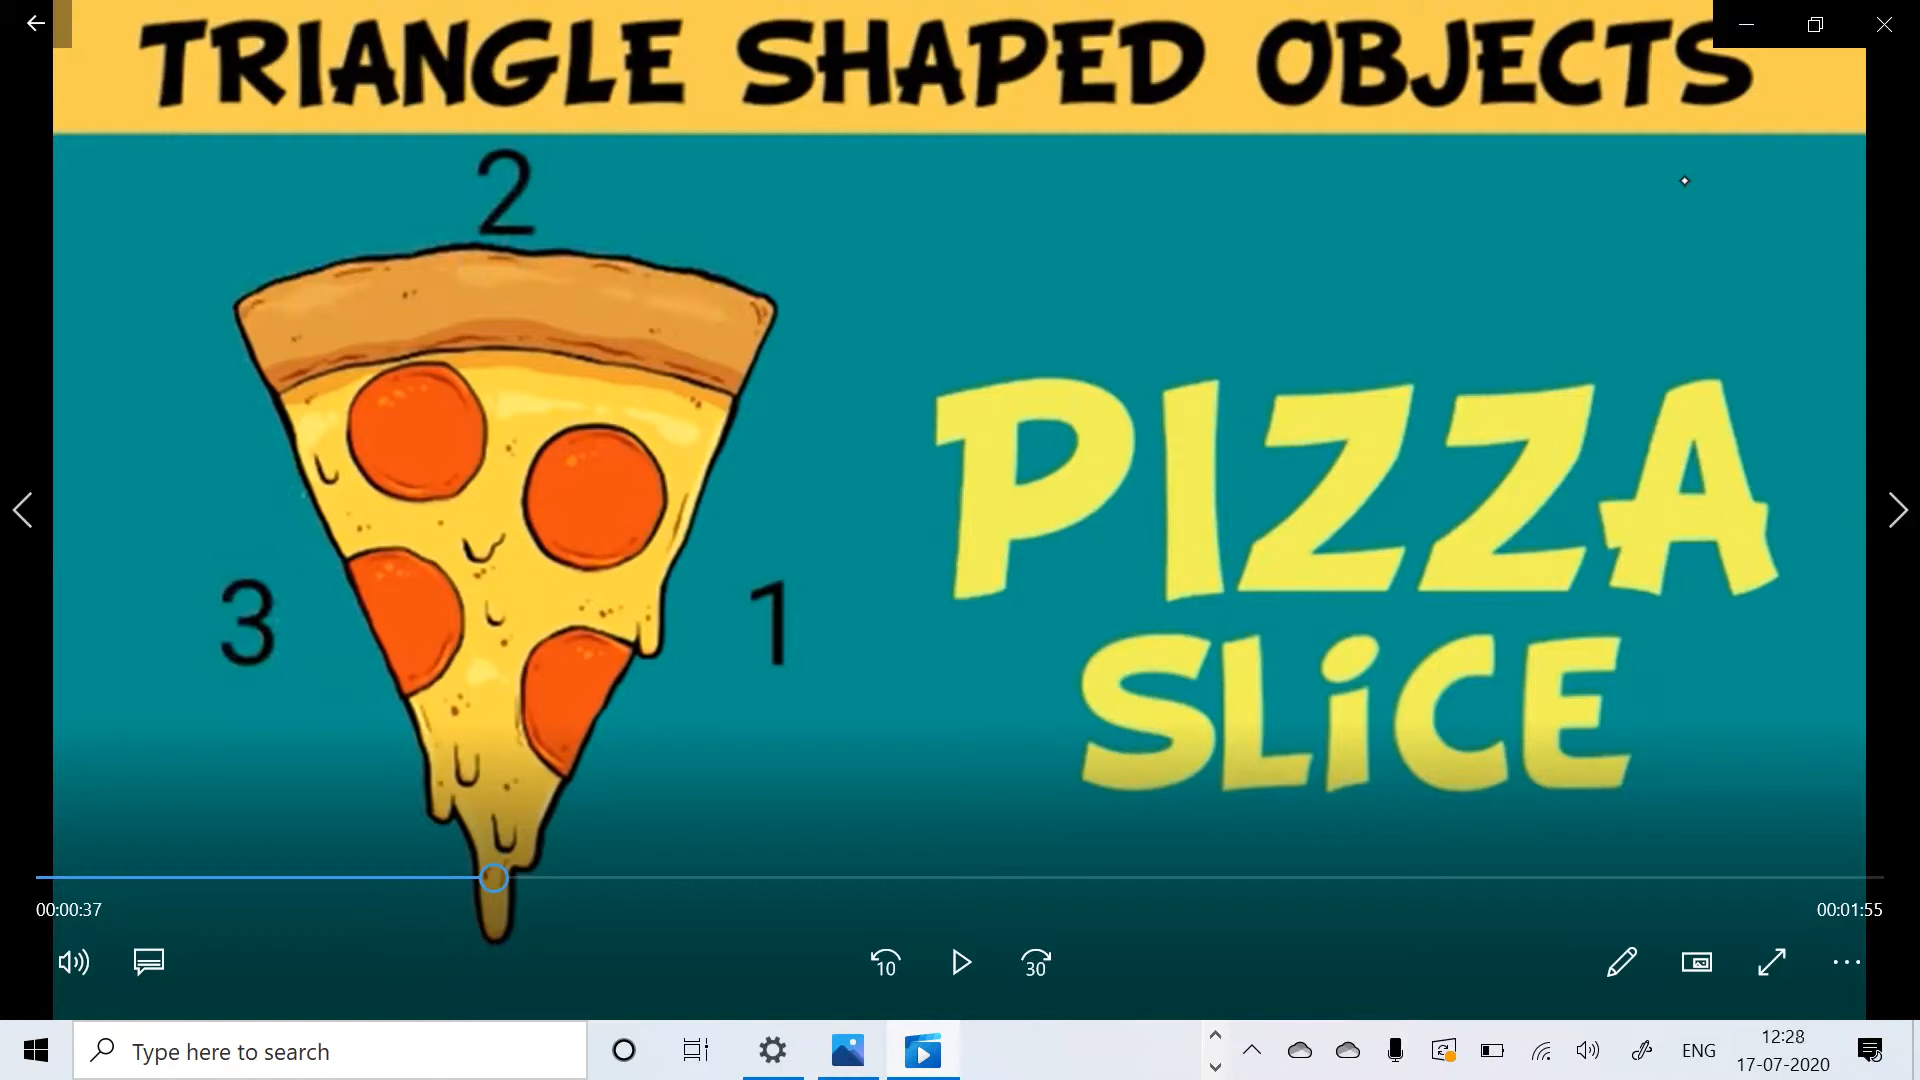 TRIANGLE SHAPED OBJECTS
2
3
1
PIZZA
SLiCE
00:00:37
00:01:55
10
30
Type here to search
ENG
12:28
17-07-2020